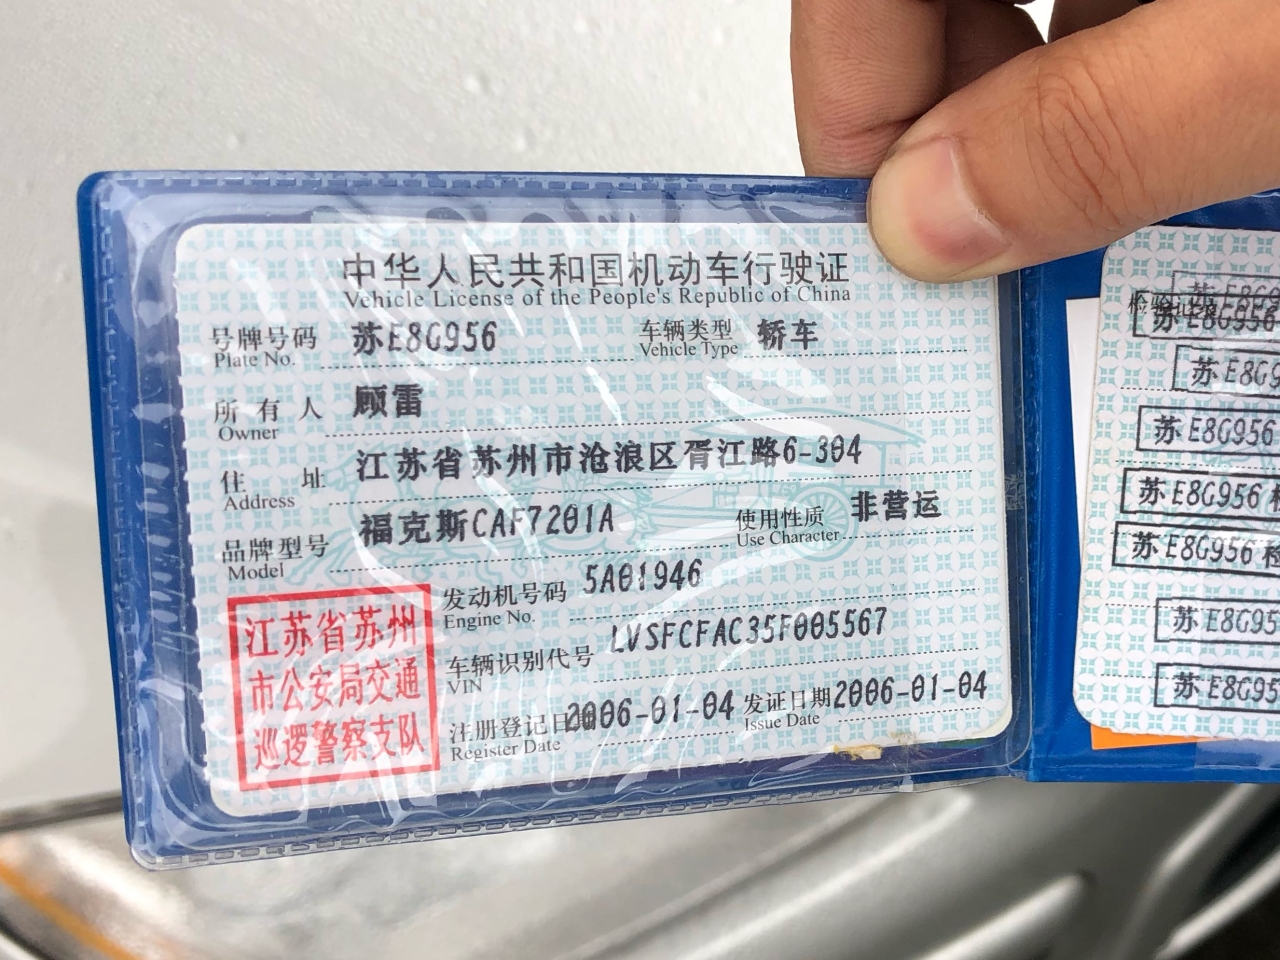 中华人民共和国机动车行驶证
Vehicle License of the People's Republic of China
号牌号码 苏E8G956 车辆类型 轿车
Plate No. Vehicle Type
所有人 顾雷
Owner
住址 江苏省苏州市沧浪区胥江路6-304
Address
品牌型号 福克斯CAF7201A 使用性质 非营运
Model Use Character
发动机号码 5A01946
Engine No.
车辆识别代号 LVSFCFAC35F005567
VIN
注册登记日期 2006-01-04 发证日期 2006-01-04
Register Date Issue Date
江苏省苏州
市公安局交通
巡逻警察支队
检验记录
苏E8G956
苏E8G9
苏E8G956
苏E8G956 检
苏E8G956 检
苏E8G95
苏E8G95